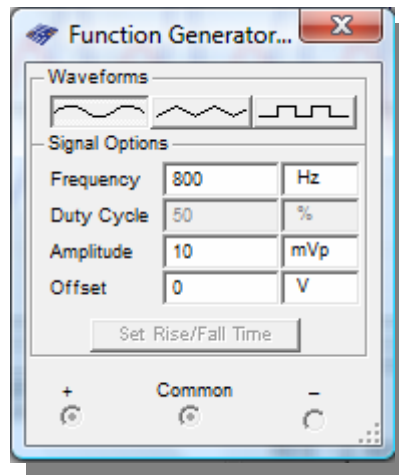 Function Generator...
Waveforms
Signal Options
Frequency 800 Hz
Duty Cycle 50 %
Amplitude 10 mVp
Offset 0 V
Set Rise/Fall Time
+ Common –